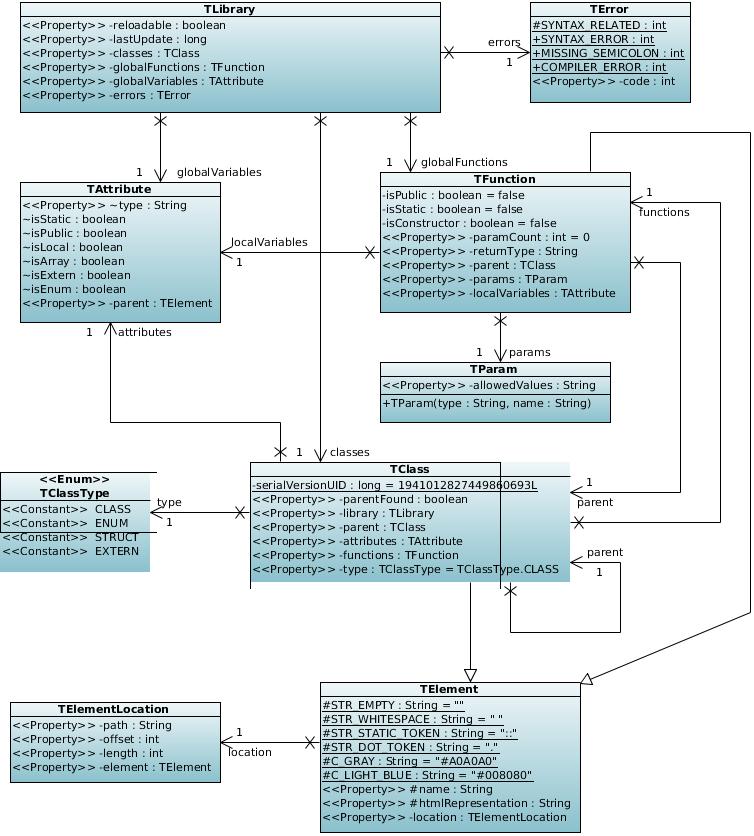 TLibrary
<<Property>> -reloadable : boolean
<<Property>> -lastUpdate : long
<<Property>> -classes : TClass
<<Property>> -globalFunctions : TFunction
<<Property>> -globalVariables : TAttribute
<<Property>> -errors : TError
TError
#SYNTAX_RELATED : int
+SYNTAX_ERROR : int
+MISSING_SEMICOLON : int
+COMPILER_ERROR : int
<<Property>> -code : int
errors
1
1 globalVariables
1 globalFunctions
TAttribute
<<Property>> ~type : String
~isStatic : boolean
~isPublic : boolean
~isLocal : boolean
~isArray : boolean
~isExtern : boolean
~isEnum : boolean
<<Property>> -parent : TElement
TFunction
-isPublic : boolean = false
-isStatic : boolean = false
-isConstructor : boolean = false
<<Property>> -paramCount : int = 0
<<Property>> -returnType : String
<<Property>> -parent : TClass
<<Property>> -params : TParam
<<Property>> -localVariables : TAttribute
localVariables
1
1
functions
1 attributes
1 params
TParam
<<Property>> -allowedValues : String
+TParam(type : String, name : String)
1 classes
<<Enum>>
TClassType
<<Constant>> CLASS
<<Constant>> ENUM
<<Constant>> STRUCT
<<Constant>> EXTERN
type
1
TClass
-serialVersionUID : long = 1941012827449860693L
<<Property>> -parentFound : boolean
<<Property>> -library : TLibrary
<<Property>> -parent : TClass
<<Property>> -attributes : TAttribute
<<Property>> -functions : TFunction
<<Property>> -type : TClassType = TClassType.CLASS
1
parent
parent
1
TElementLocation
<<Property>> -path : String
<<Property>> -offset : int
<<Property>> -length : int
<<Property>> -element : TElement
1
location
TElement
#STR_EMPTY : String = ""
#STR_WHITESPACE : String = " "
#STR_STATIC_TOKEN : String = "::"
#STR_DOT_TOKEN : String = "."
#C_GRAY : String = "#A0A0A0"
#C_LIGHT_BLUE : String = "#008080"
<<Property>> #name : String
<<Property>> #htmlRepresentation : String
<<Property>> -location : TElementLocation